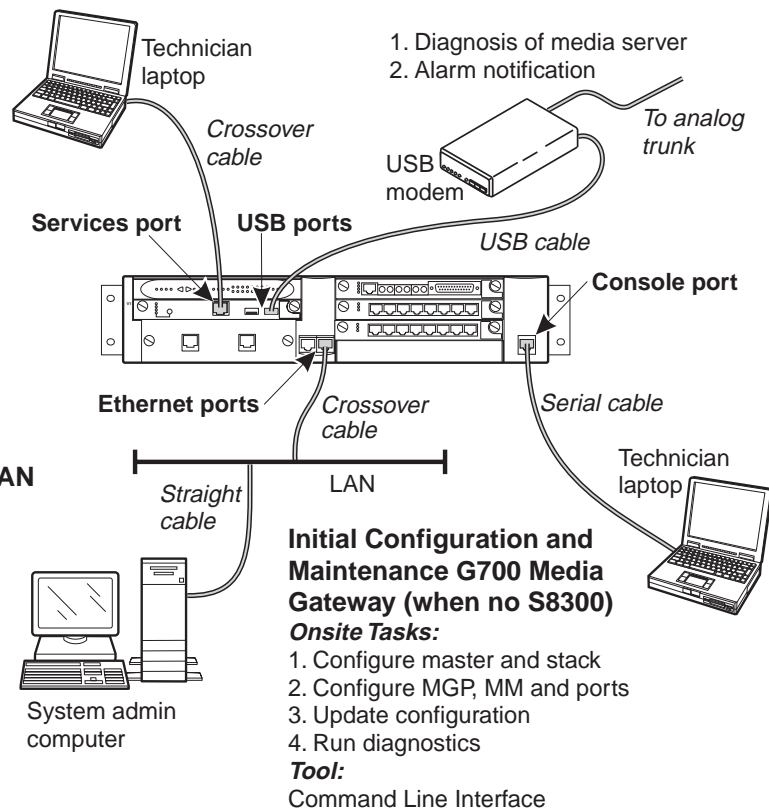 Technician
laptop
1. Diagnosis of media server
2. Alarm notification
Crossover
cable
To analog
trunk
USB
modem
Services port
USB ports
USB cable
Console port
Ethernet ports
Crossover
cable
Serial cable
AN
LAN
Straight
cable
Technician
laptop
System admin
computer
Initial Configuration and
Maintenance G700 Media
Gateway (when no S8300)
Onsite Tasks:
1. Configure master and stack
2. Configure MGP, MM and ports
3. Update configuration
4. Run diagnostics
Tool:
Command Line Interface